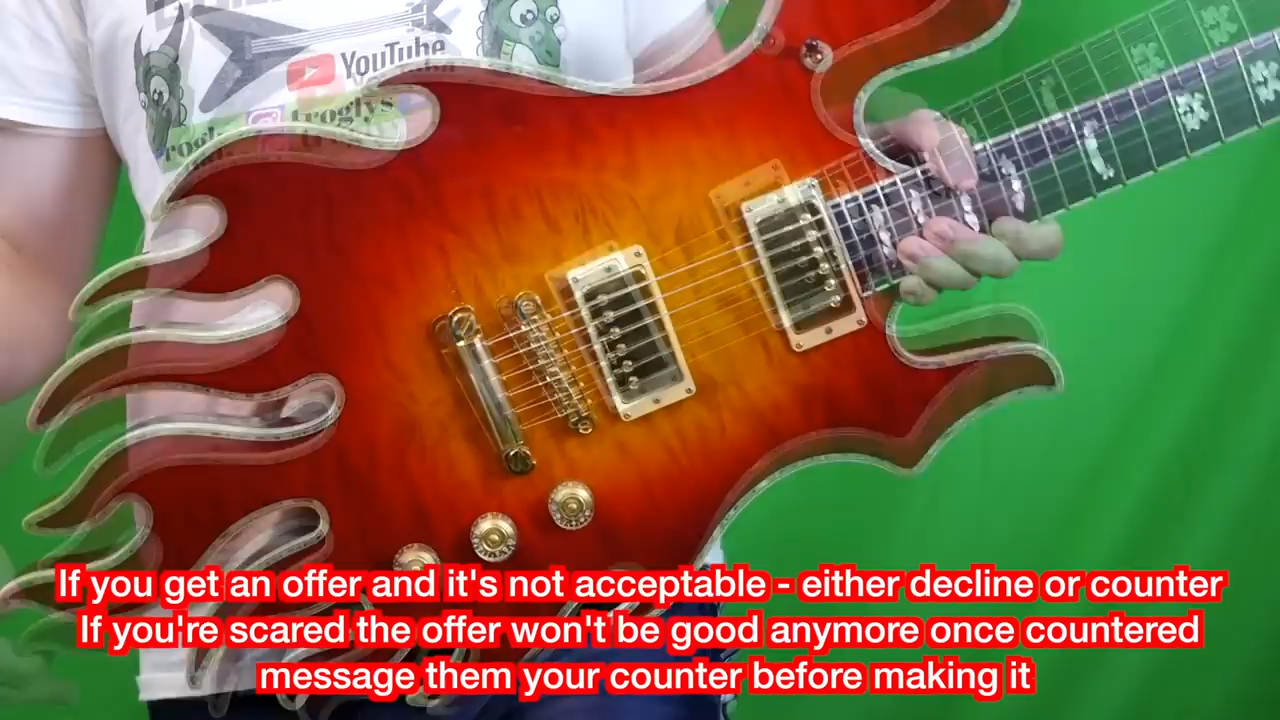 YouTube
troglys
If you get an offer and it's not acceptable - either decline or counter
If you're scared the offer won't be good anymore once countered
message them your counter before making it